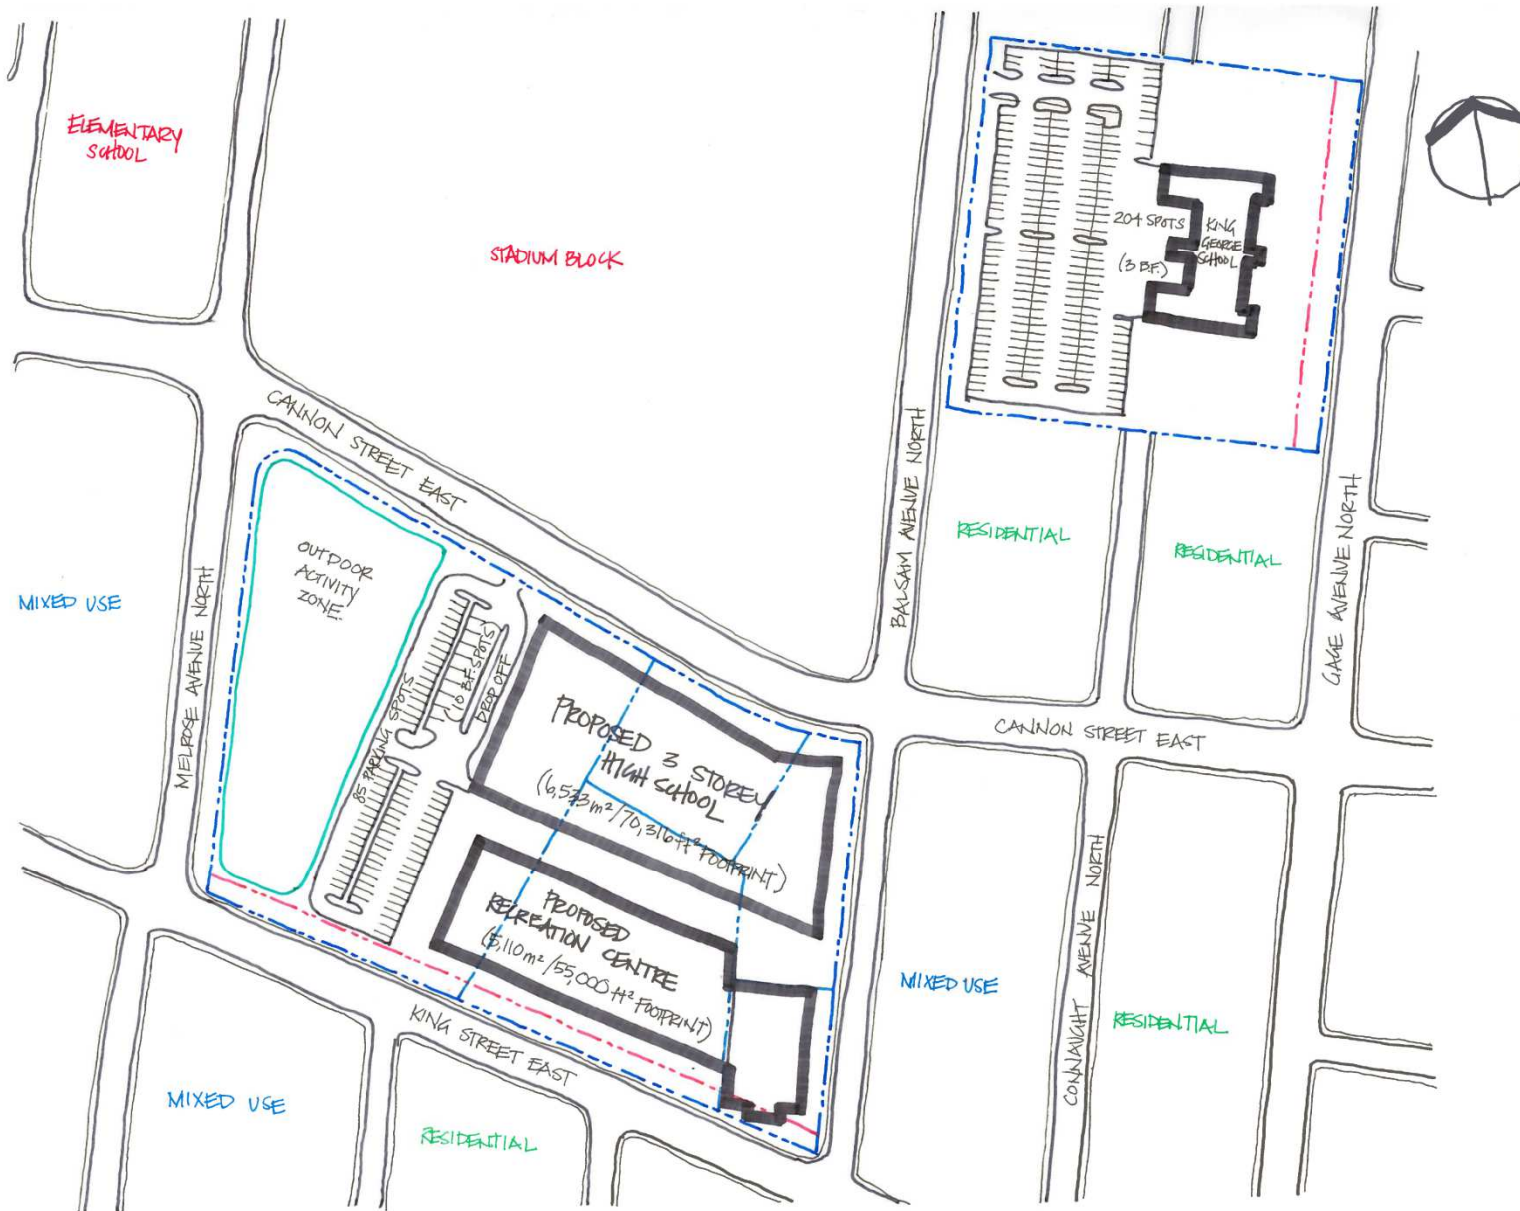 ELEMENTARY
SCHOOL
STADIUM BLOCK
204 SPOTS
(3 B.F.)
KING
GEORGE
SCHOOL
CANNON STREET EAST
BALSAM AVENUE NORTH
GAGE AVENUE NORTH
RESIDENTIAL
RESIDENTIAL
MIXED USE
MELROSE AVENUE NORTH
OUTDOOR
ACTIVITY
ZONE
85 PARKING SPOTS
(10 B.F. SPOTS)
DROP OFF
PROPOSED 3 STOREY
HIGH SCHOOL
(6,533m²/70,316ft² FOOTPRINT)
CANNON STREET EAST
PROPOSED
RECREATION CENTRE
(5,110m²/55,000ft² FOOTPRINT)
KING STREET EAST
MIXED USE
CONNAUGHT AVENUE NORTH
RESIDENTIAL
MIXED USE
RESIDENTIAL